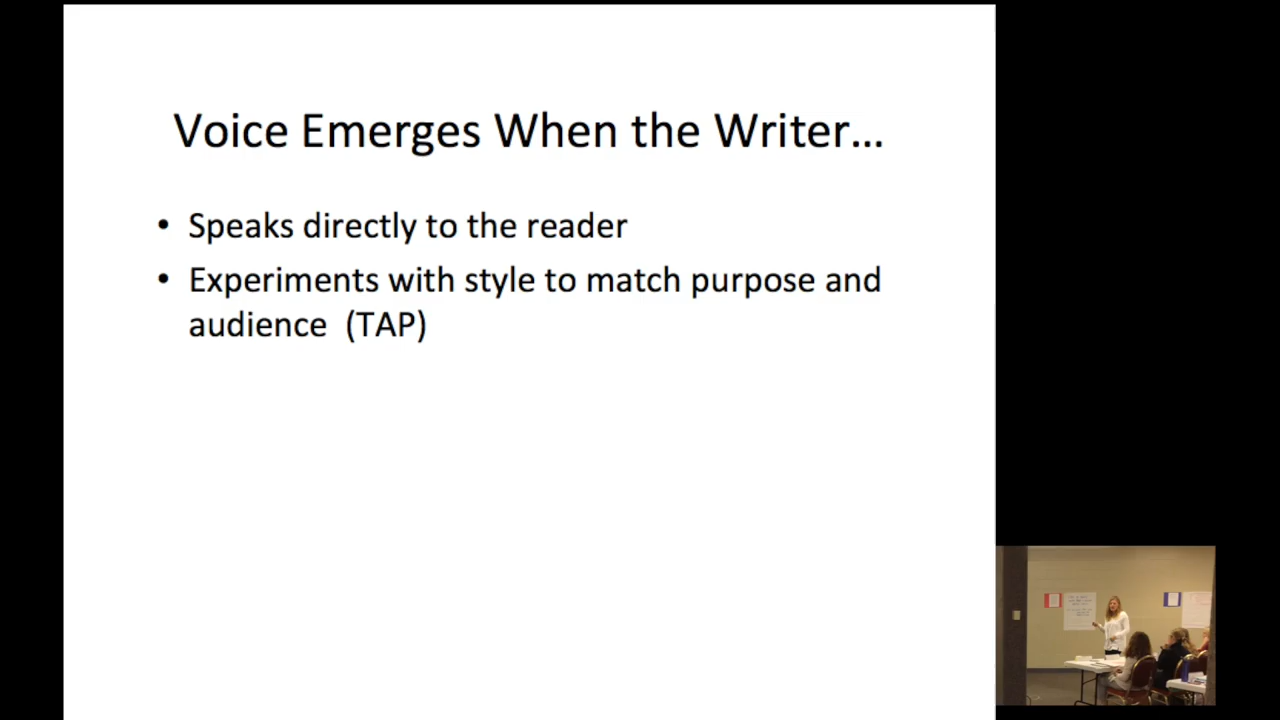 Voice Emerges When the Writer…
• Speaks directly to the reader
• Experiments with style to match purpose and
audience (TAP)